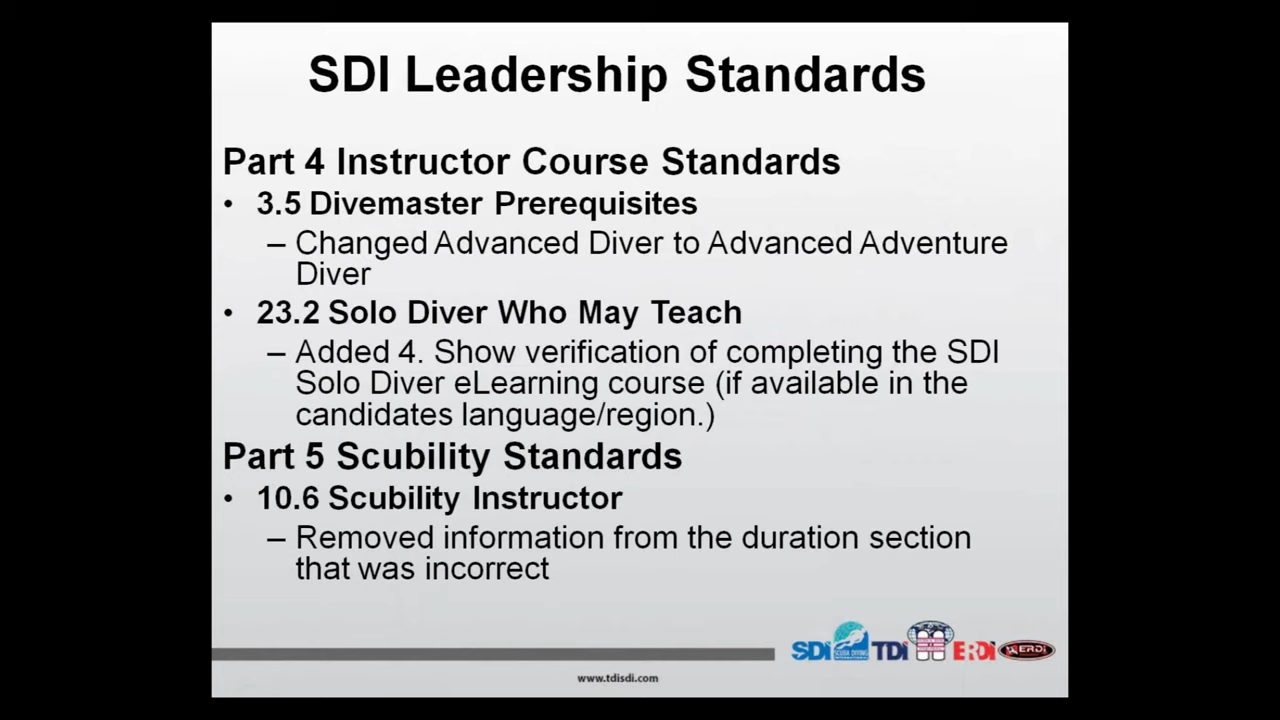 SDI Leadership Standards
Part 4 Instructor Course Standards
• 3.5 Divemaster Prerequisites
– Changed Advanced Diver to Advanced Adventure
Diver
• 23.2 Solo Diver Who May Teach
– Added 4. Show verification of completing the SDI
Solo Diver eLearning course (if available in the
candidates language/region.)
Part 5 Scubility Standards
• 10.6 Scubility Instructor
– Removed information from the duration section
that was incorrect
SDI TDI ERDI ERDI
www.tdisdi.com